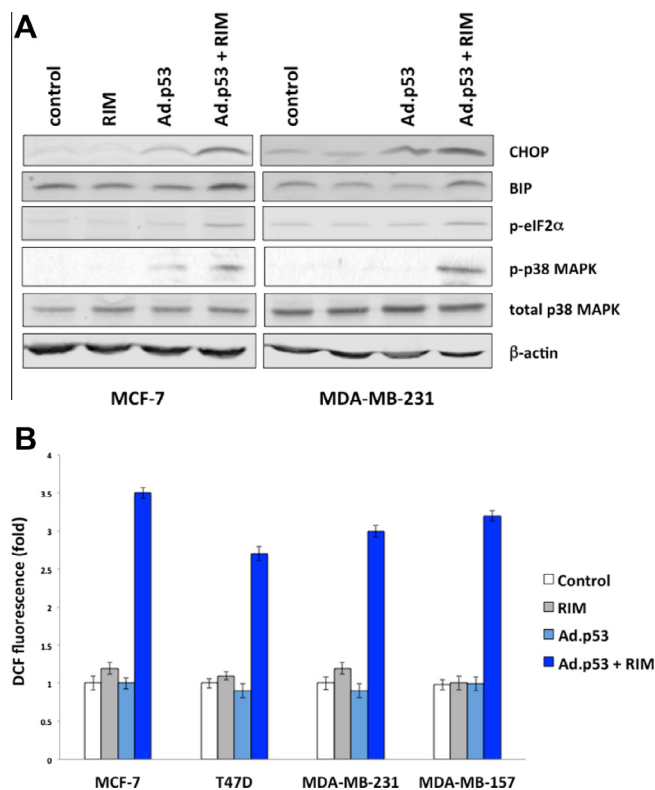 A
control
RIM
Ad.p53
Ad.p53 + RIM
control
Ad.p53
Ad.p53 + RIM
CHOP
BIP
p-eIF2α
p-p38 MAPK
total p38 MAPK
β-actin
MCF-7
MDA-MB-231
B
DCF fluorescence (fold)
4
3.5
3
2.5
2
1.5
1
0.5
0
Control
RIM
Ad.p53
Ad.p53 + RIM
MCF-7
T47D
MDA-MB-231
MDA-MB-157